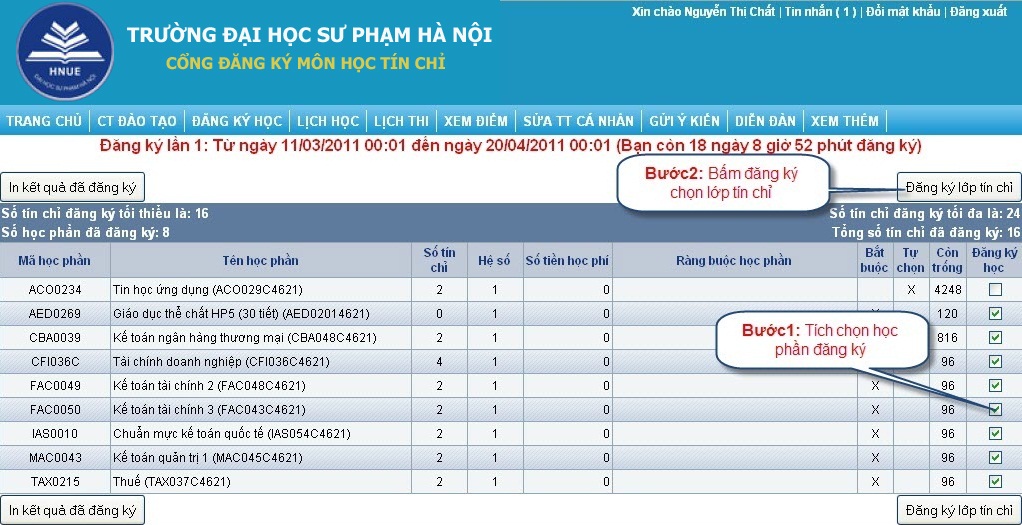 Xin chào Nguyễn Thị Chất | Tin nhắn ( 1 ) | Đổi mật khẩu | Đăng xuất
HNUE
ĐẠI HỌC SƯ PHẠM HÀ NỘI
TRƯỜNG ĐẠI HỌC SƯ PHẠM HÀ NỘI
CỔNG ĐĂNG KÝ MÔN HỌC TÍN CHỈ
TRANG CHỦ | CT ĐÀO TẠO | ĐĂNG KÝ HỌC | LỊCH HỌC | LỊCH THI | XEM ĐIỂM | SỬA TT CÁ NHÂN | GỬI Ý KIẾN | DIỄN ĐÀN | XEM THÊM
Đăng ký lần 1: Từ ngày 11/03/2011 00:01 đến ngày 20/04/2011 00:01 (Bạn còn 18 ngày 8 giờ 52 phút đăng ký)
In kết quả đã đăng ký
Bước2: Bấm đăng ký
chọn lớp tín chỉ
Đăng ký lớp tín chỉ
Số tín chỉ đăng ký tối thiểu là: 16 Số tín chỉ đăng ký tối đa là: 24
Số học phần đã đăng ký: 8 Tổng số tín chỉ đã đăng ký: 16
Mã học phần Tên học phần Số tín chỉ Hệ số Số tiền học phí Ràng buộc học phần Bắt buộc Tự chọn Còn trống Đăng ký học
ACO0234 Tin học ứng dụng (ACO029C4621) 2 1 0 X 4248
AED0269 Giáo dục thể chất HP5 (30 tiết) (AED02014621) 0 1 0 X 120
CBA0039 Kế toán ngân hàng thương mại (CBA048C4621) 2 1 0 816
CFI036C Tài chính doanh nghiệp (CFI036C4621) 4 1 0 96
FAC0049 Kế toán tài chính 2 (FAC048C4621) 2 1 0 X 96
FAC0050 Kế toán tài chính 3 (FAC043C4621) 2 1 0 X 96
IAS0010 Chuẩn mực kế toán quốc tế (IAS054C4621) 2 1 0 X 96
MAC0043 Kế toán quản trị 1 (MAC045C4621) 2 1 0 X 96
TAX0215 Thuế (TAX037C4621) 2 1 0 X 96
Bước1: Tích chọn học
phần đăng ký
In kết quả đã đăng ký Đăng ký lớp tín chỉ